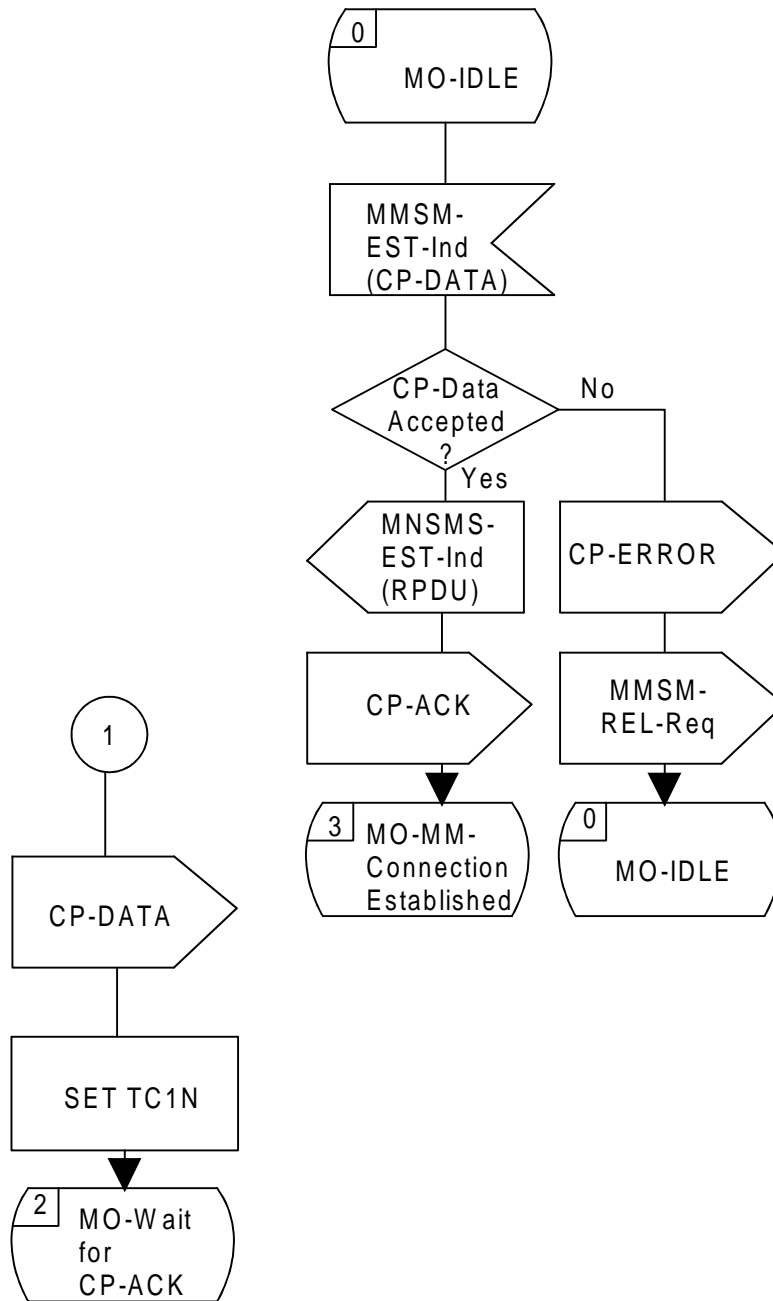 0
MO-IDLE
MMSM-
EST-Ind
(CP-DATA)
CP-Data
Accepted
?
No
Yes
MNSMS-
EST-Ind
(RPDU)
CP-ERROR
CP-ACK
MMSM-
REL-Req
3
MO-MM-
Connection
Established
0
MO-IDLE
1
CP-DATA
SET TC1N
2
MO-Wait
for
CP-ACK